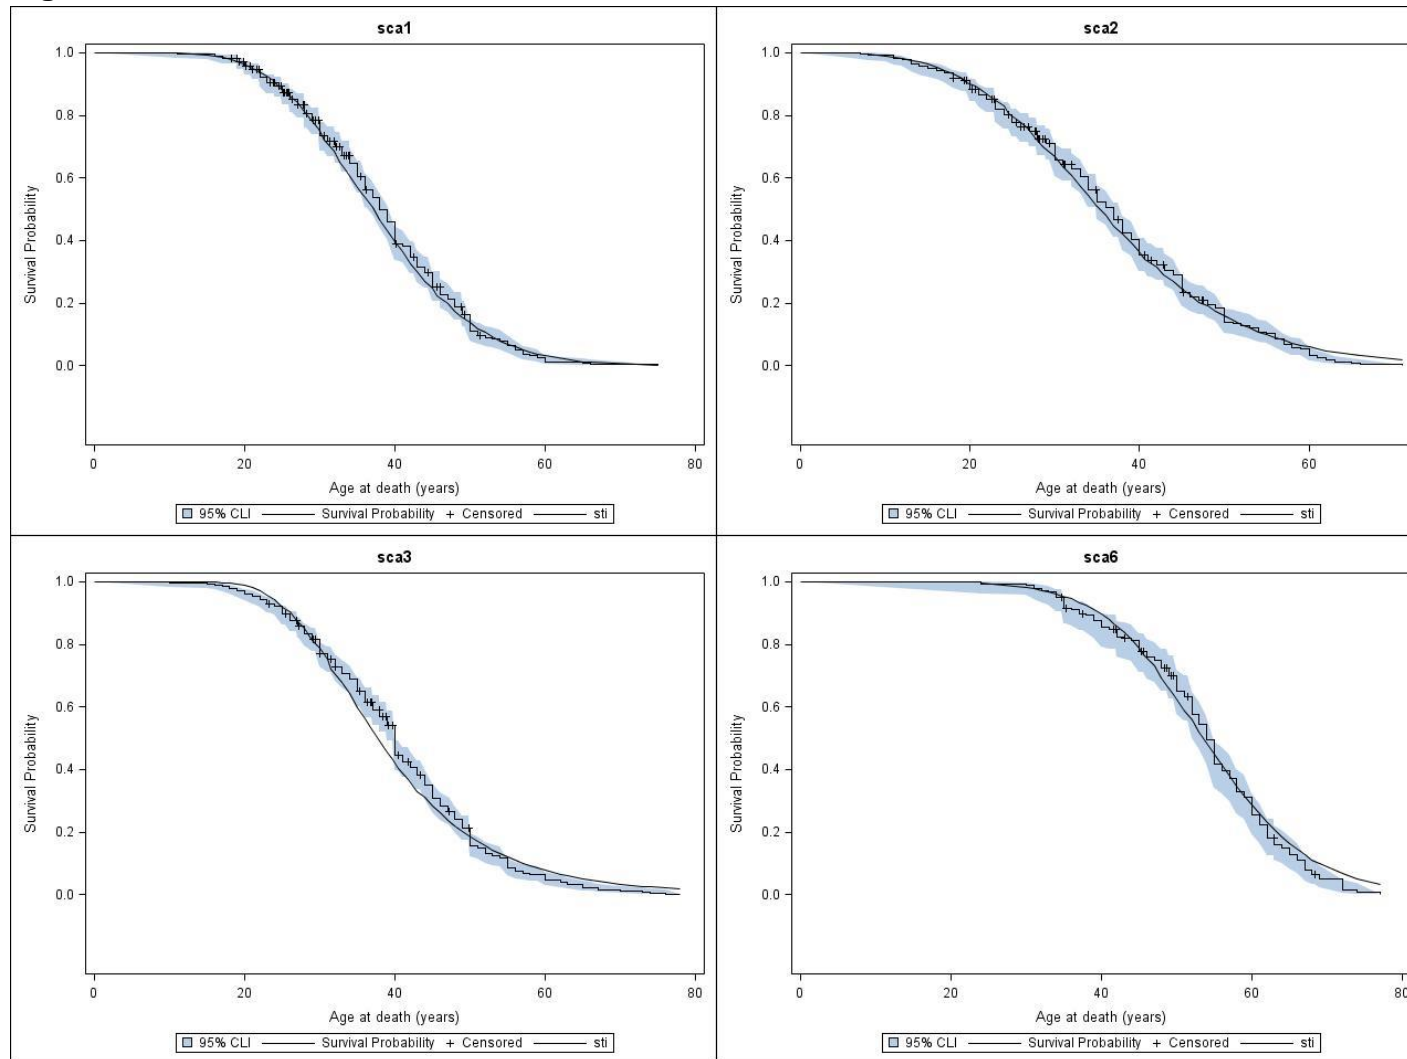 sca1
1.0
0.8
0.6
0.4
0.2
0.0
Survival Probability
0 20 40 60 80
Age at death (years)
95% CLI Survival Probability + Censored sti
sca2
1.0
0.8
0.6
0.4
0.2
0.0
Survival Probability
0 20 40 60
Age at death (years)
95% CLI Survival Probability + Censored sti
sca3
1.0
0.8
0.6
0.4
0.2
0.0
Survival Probability
0 20 40 60 80
Age at death (years)
95% CLI Survival Probability + Censored sti
sca6
1.0
0.8
0.6
0.4
0.2
0.0
Survival Probability
0 20 40 60 80
Age at death (years)
95% CLI Survival Probability + Censored sti